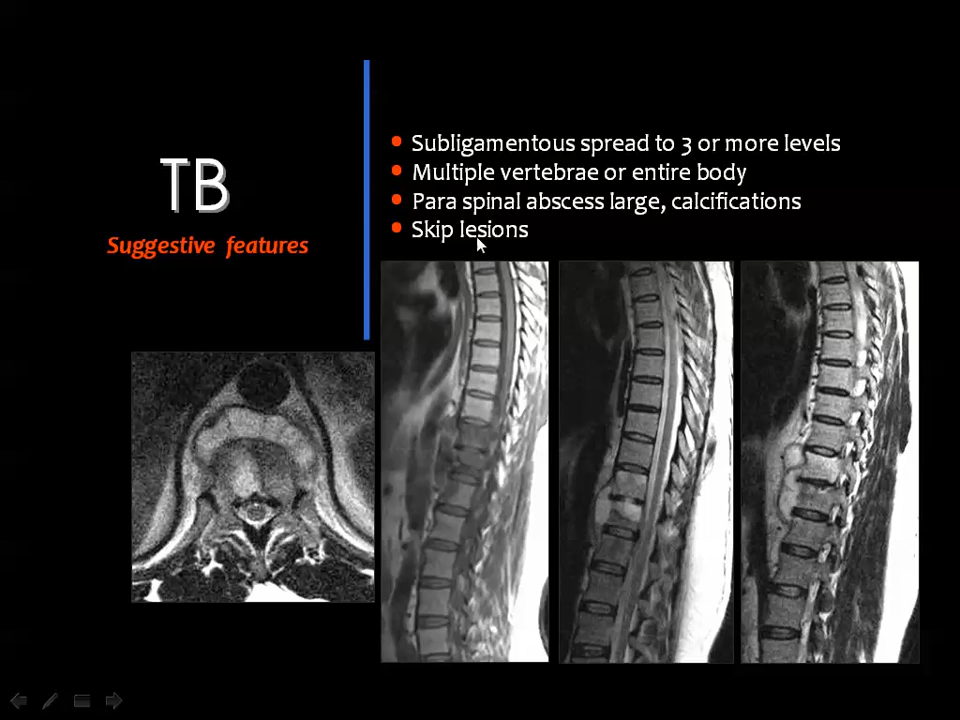 TB
Suggestive features
Subligamentous spread to 3 or more levels
Multiple vertebrae or entire body
Para spinal abscess large, calcifications
Skip lesions